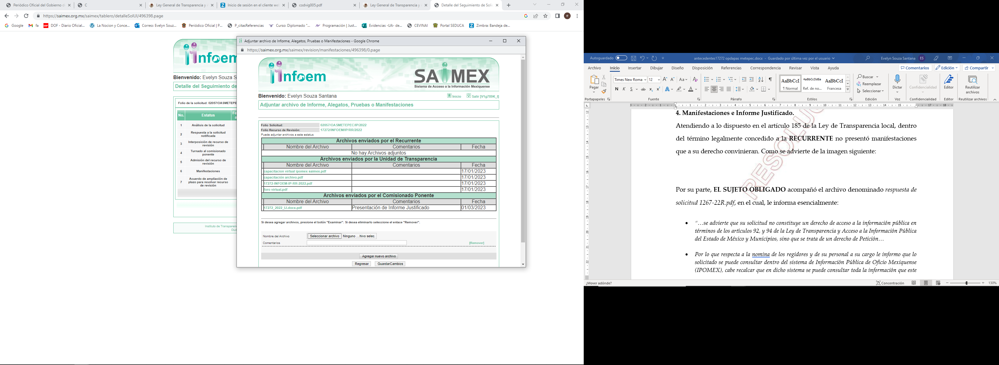 Periódico Oficial del Gobierno d
C
Ley General de Transparencia y
Inicio de sesión en el cliente we
codvig005.pdf
Ley General de Transparencia y
Detalle del Seguimiento de Soli
https://saimex.org.mx/saimex/tablero/detalleSolUI/496398.page
e
Google
fa
DOF - Diario Oficial...
La Nocion y Conce...
Correo: Evelyn Souz...
Periódico Oficial | P...
P_citasReferencias
Curso: Diplomado "...
Programación | Just...
Evidencias -UA- de...
CEVINAI
Portal SEDUCA
Zimbra: Bandeja de...
infoem
Bienvenido: Evelyn Souza S
Detalle del Seguimiento de
Folio de la solicitud: 02057/OASMETEPE
No. Estatus Fe
a
1 Análisis de la solicitud
2 Respuesta a la solicitud
notificada
3 Interposición de recurso de
revisión
4 Turnado al comisionado
ponente
5 Admisión del recurso de
revisión
6 Manifestaciones
7 Acuerdo de ampliación de
plazo para resolver recurso
de revisión
Instituto de Transparen
Duc
Adjuntar archivo de Informe, Alegatos, Pruebas o Manifestaciones - Google Chrome
https://saimex.org.mx/saimex/revision/manifestaciones/496398/0.page
infoem
SAIMEX
Sistema de Acceso a la Información Mexiquense
Bienvenido: Evelyn Souza Santana
Inicio Salir [V1g789K_I]
Adjuntar archivo de Informe, Alegatos, Pruebas o Manifestaciones
Folio Solicitud: 02057/OASMETEPEC/IP/2022
Folio Recurso de Revisión: 17272/INFOEM/IP/RR/2022
Puede adjuntar archivos a este estatus
Archivos enviados por el Recurrente
Nombre del Archivo Comentarios Fecha
No hay Archivos adjuntos
Archivos enviados por la Unidad de Transparencia
Nombre del Archivo Comentarios Fecha
capacitacion virtual ipomex saimex.pdf 17/01/2023
capacitación archivo.pdf 17/01/2023
17272-INFOEM-IP-RR-2022.pdf 17/01/2023
foro virtual.pdf 17/01/2023
Archivos enviados por el Comisionado Ponente
Nombre del Archivo Comentarios Fecha
17272_2022_IJ.docx.pdf Presentación de Informe Justificado 01/03/2023
Si desea agregar archivos, presione el botón "Examinar". Si desea eliminarlo seleccione el enlace "Remover".
Nombre del Archivo Seleccionar archivo Ninguno ...hivo selec.
Comentarios [Remover]
Agregar nuevo archivo
Regresar GuardarCambios
Autoguardado
antecedentes17272 opdapas metepec.docx - Guardado por última vez por el usuario
Evelyn Souza Santana ES
Archivo Inicio Insertar Dibujar Diseño Disposición Referencias Correspondencia Revisar Vista Ayuda
Comentarios Edición Compartir
Pegar
Times New Roma 12
N K S ab x₂ x²
AaBbCcI AaBbCcDdEe AaBbCcI
¶ Normal Ref. de no... Francesa
Buscar
Reemplazar
Seleccionar
Dictar
Confidencialidad
Editor
Reutilizar
archivos
Portapapeles Fuente Párrafo Estilos Edición Voz Confidencialidad Editor Reutilizar archivos
4. Manifestaciones e Informe Justificado.
Atendiendo a lo dispuesto en el artículo 185 de la Ley de Transparencia local, dentro
del término legalmente concedido a la RECURRENTE no presentó manifestaciones
que a su derecho convinieran. Como se advierte de la imagen siguiente:
RESOLUC
Por su parte, EL SUJETO OBLIGADO acompañó el archivo denominado respuesta de
solicitud 1267-22R.pdf, en el cual, le informa esencialmente:
• “…se advierte que su solicitud no constituye un derecho de acceso a la información pública en
términos de los artículos 92, y 94 de la Ley de Transparencia y Acceso a la Información Pública
del Estado de México y Municipios, sino que se trata de un derecho de Petición…
• Por lo que respecta a la nomina de los regidores y de su personal a su cargo le informo que lo
solicitado se puede consultar dentro del sistema de Información Pública de Oficio Mexiquense
(IPOMEX), cabe recalcar que en dicho sistema se puede consultar toda la información que este
¿Mover adónde?
Concentración
130%